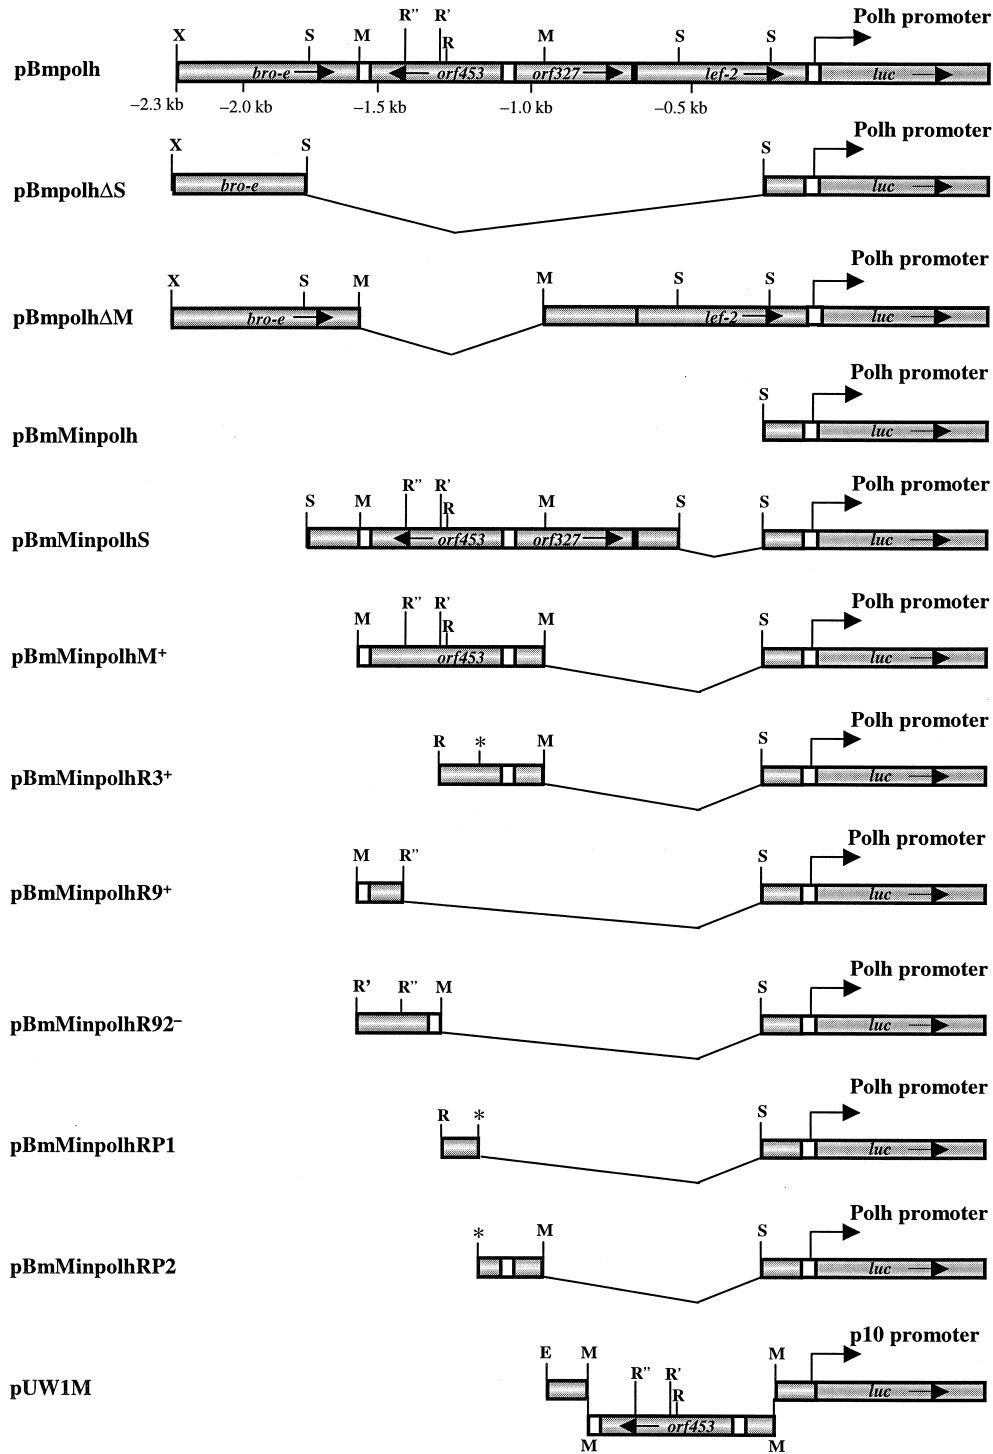 R” R’ Polh promoter
X S M R M S S
pBmpolh bro-e orf453 orf327 lef-2 luc
–2.3 kb –2.0 kb –1.5 kb –1.0 kb –0.5 kb
Polh promoter
X S S
pBmpolhΔS bro-e luc
Polh promoter
X S M M S S
pBmpolhΔM bro-e lef-2 luc
Polh promoter
S
pBmMinpolh luc
Polh promoter
S M R” R’ R M S S
pBmMinpolhS orf453 orf327 luc
Polh promoter
M R” R’ R M S
pBmMinpolhM+ orf453 luc
Polh promoter
R * M S
pBmMinpolhR3+ luc
Polh promoter
M R” S
pBmMinpolhR9+ luc
Polh promoter
R’ R” M S
pBmMinpolhR92– luc
Polh promoter
R * S
pBmMinpolhRP1 luc
Polh promoter
* M S
pBmMinpolhRP2 luc
p10 promoter
E M M
pUW1M luc
R” R’ R
orf453
M M